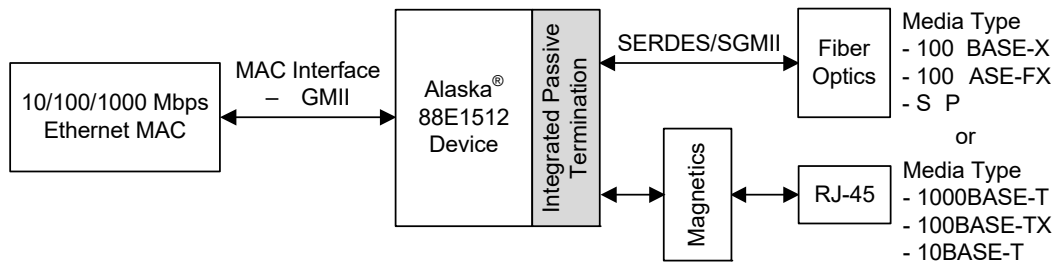 10/100/1000 Mbps
Ethernet MAC
MAC Interface
– GMII
Alaska®
88E1512
Device
Integrated Passive
Termination
SERDES/SGMII
Fiber
Optics
Media Type
- 100 BASE-X
- 100 ASE-FX
- S P
or
Magnetics
RJ-45
Media Type
- 1000BASE-T
- 100BASE-TX
- 10BASE-T